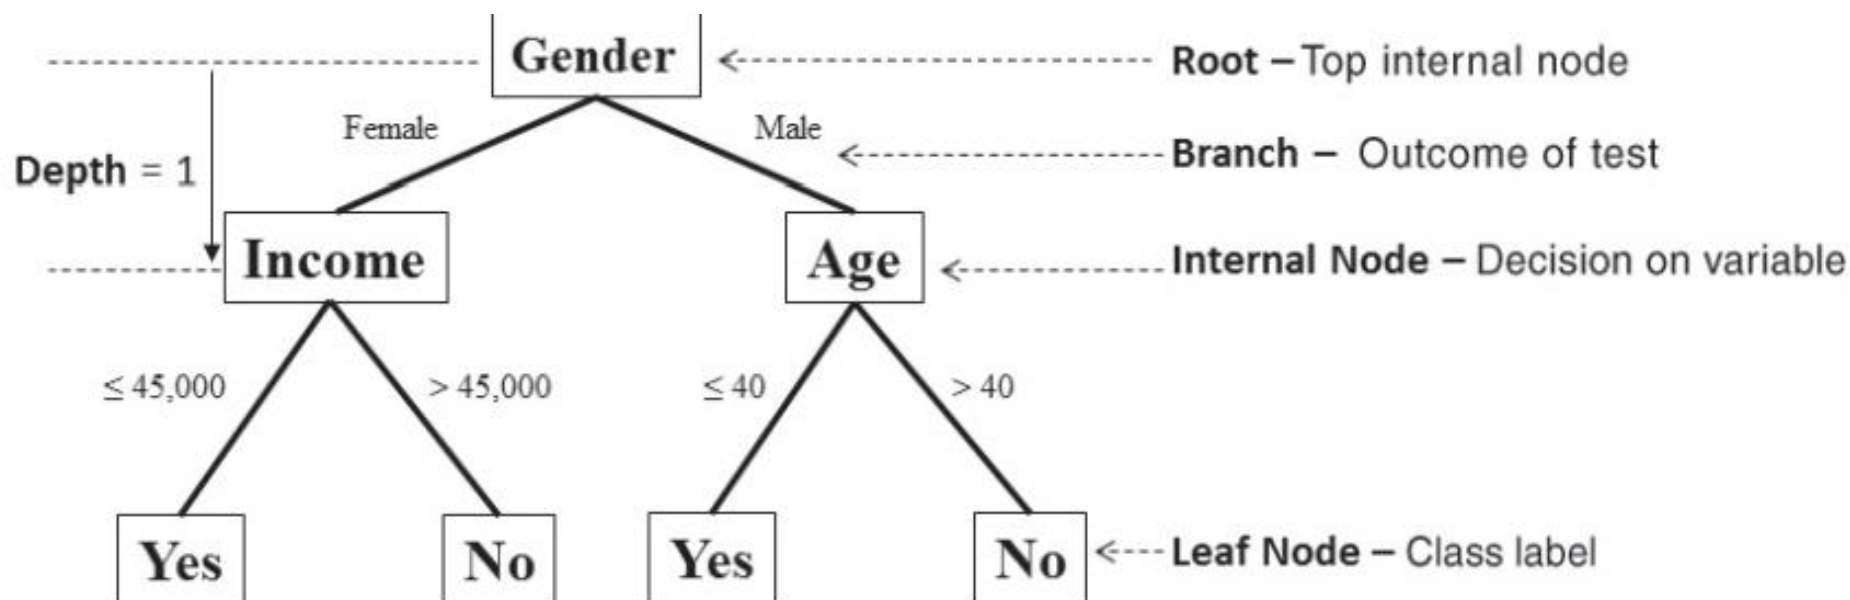 Gender
Root – Top internal node
Female
Male
Branch – Outcome of test
Depth = 1
Income
Age
Internal Node – Decision on variable
≤ 45,000
> 45,000
≤ 40
> 40
Yes
No
Yes
No
Leaf Node – Class label